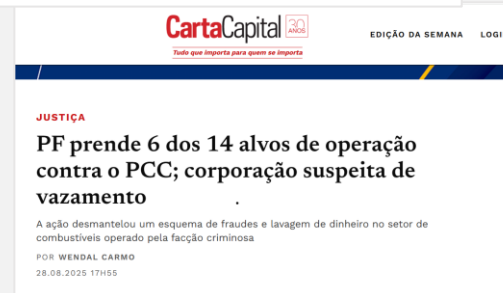 CartaCapital 30 ANOS
Tudo que importa para quem se importa
EDIÇÃO DA SEMANA LOGI
JUSTIÇA
PF prende 6 dos 14 alvos de operação
contra o PCC; corporação suspeita de
vazamento
A ação desmantelou um esquema de fraudes e lavagem de dinheiro no setor de
combustíveis operado pela facção criminosa
POR WENDAL CARMO
28.08.2025 17H55